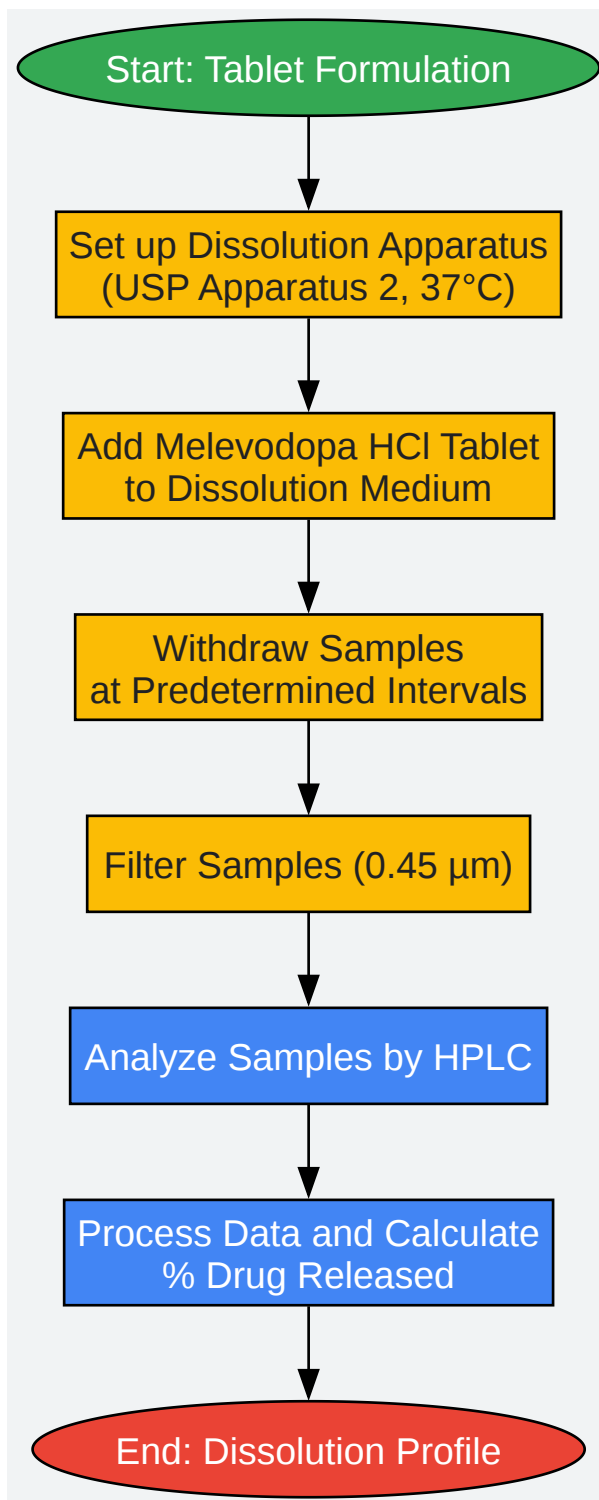 Start: Tablet Formulation
Set up Dissolution Apparatus
(USP Apparatus 2, 37°C)
Add Melevodopa HCl Tablet
to Dissolution Medium
Withdraw Samples
at Predetermined Intervals
Filter Samples (0.45 µm)
Analyze Samples by HPLC
Process Data and Calculate
% Drug Released
End: Dissolution Profile